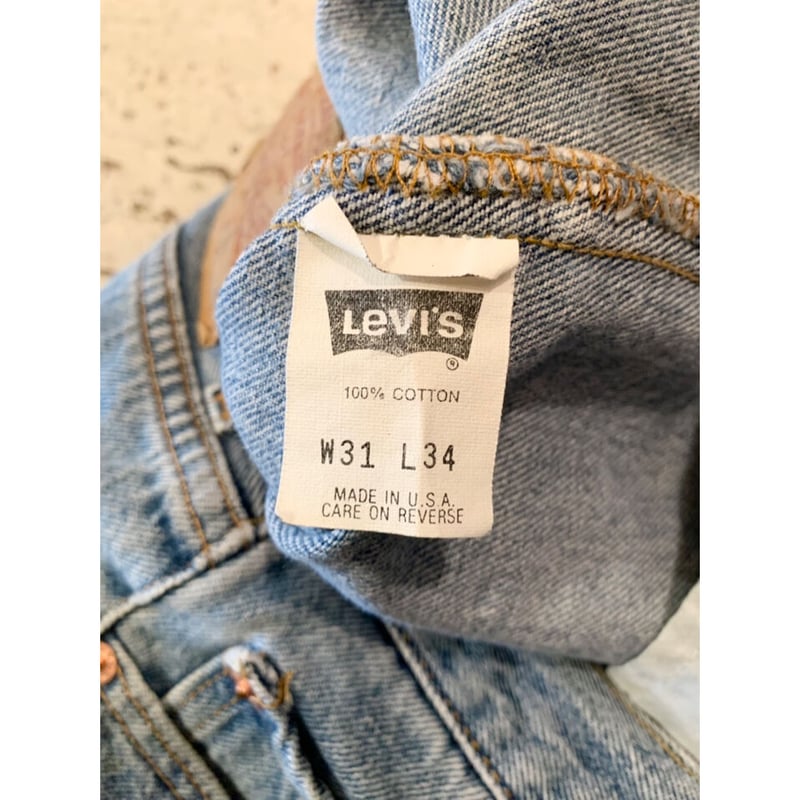 Levi's
®
100% COTTON
W31 L34
MADE IN U.S.A.
CARE ON REVERSE